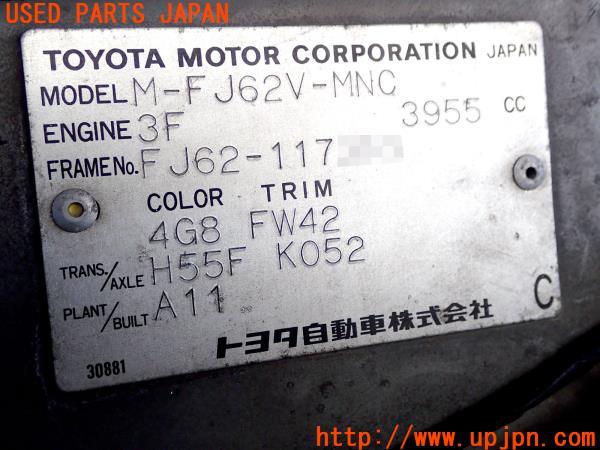 USED PARTS JAPAN
TOYOTA MOTOR CORPORATION JAPAN
MODEL M-FJ62V-MNC
ENGINE 3F 3955 CC
FRAME No. FJ62-117
COLOR TRIM
4G8 FW42
TRANS./AXLE H55F K052
PLANT/BUILT A11
C
トヨタ自動車株式会社
30881
http://www.upjpn.com